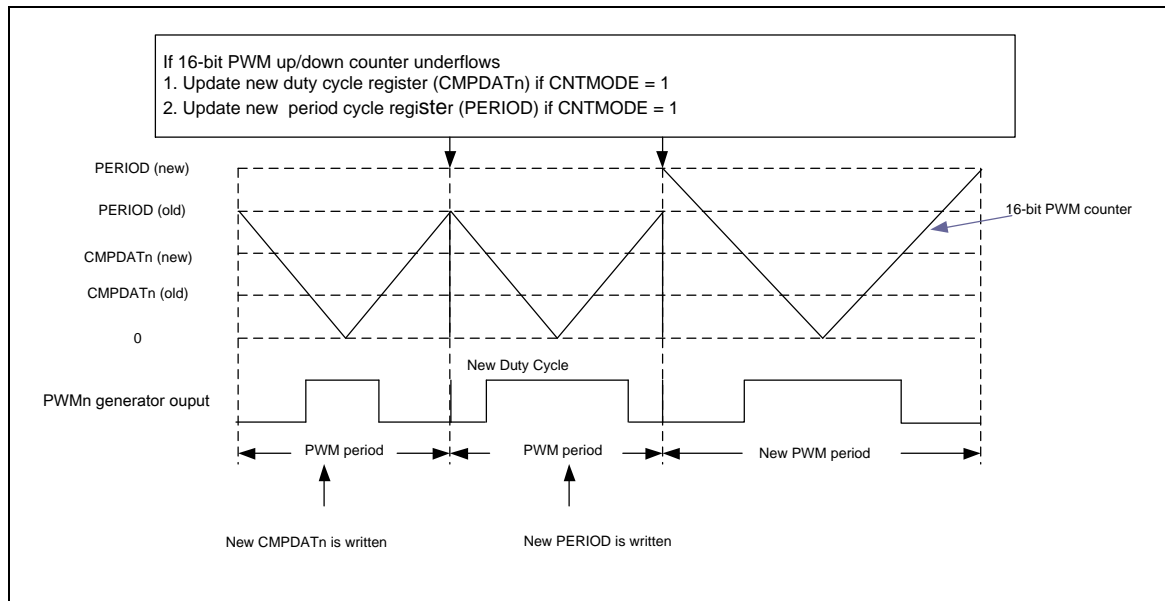 If 16-bit PWM up/down counter underflows
1. Update new duty cycle register (CMPDATn) if CNTMODE = 1
2. Update new period cycle register (PERIOD) if CNTMODE = 1
PERIOD (new)
PERIOD (old)
16-bit PWM counter
CMPDATn (new)
CMPDATn (old)
0
New Duty Cycle
PWMn generator ouput
PWM period
PWM period
New PWM period
New CMPDATn is written
New PERIOD is written